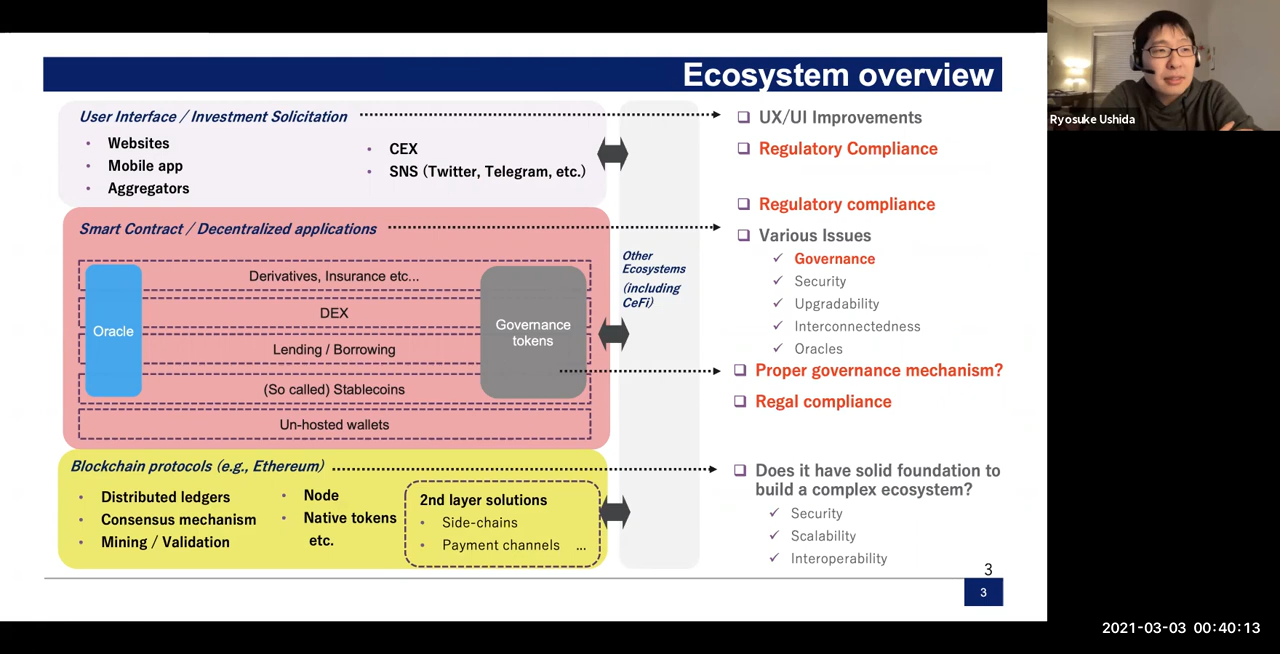 Ecosystem overview
User Interface / Investment Solicitation
• Websites
• Mobile app
• Aggregators
• CEX
• SNS (Twitter, Telegram, etc.)
Smart Contract / Decentralized applications
Derivatives, Insurance etc...
DEX
Lending / Borrowing
(So called) Stablecoins
Un-hosted wallets
Oracle
Governance
tokens
Blockchain protocols (e.g., Ethereum)
• Distributed ledgers
• Consensus mechanism
• Mining / Validation
• Node
• Native tokens
etc.
2nd layer solutions
• Side-chains
• Payment channels ...
Other
Ecosystems
(including
CeFi)
❑ UX/UI Improvements
❑ Regulatory Compliance
❑ Regulatory compliance
❑ Various Issues
✓ Governance
✓ Security
✓ Upgradability
✓ Interconnectedness
✓ Oracles
❑ Proper governance mechanism?
❑ Regal compliance
❑ Does it have solid foundation to
build a complex ecosystem?
✓ Security
✓ Scalability
✓ Interoperability
3
3
Ryosuke Ushida
2021-03-03 00:40:13